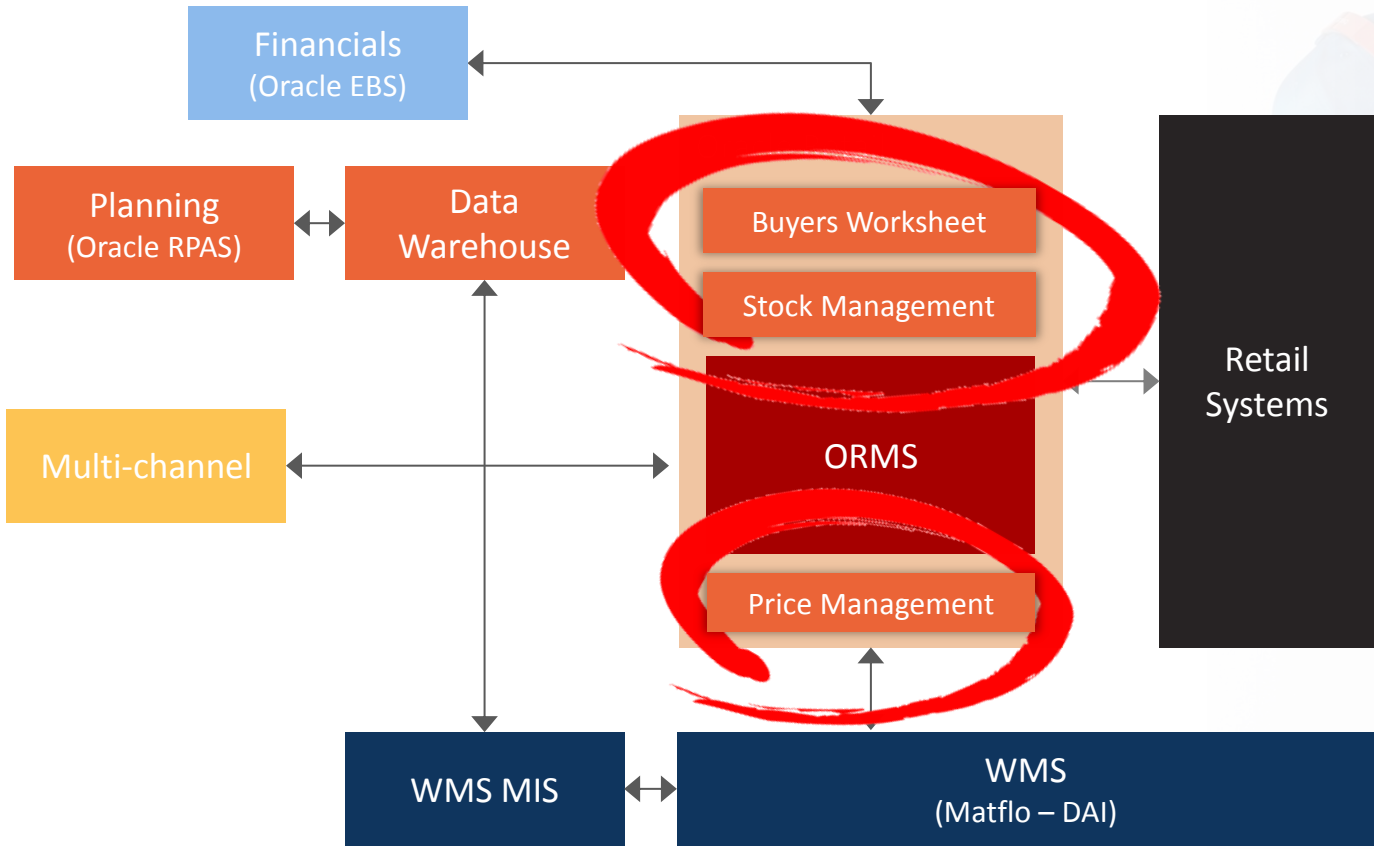 Financials
(Oracle EBS)
Planning
(Oracle RPAS)
Data
Warehouse
Buyers Worksheet
Stock Management
Retail
Systems
Multi-channel
ORMS
Price Management
WMS MIS
WMS
(Matflo – DAI)